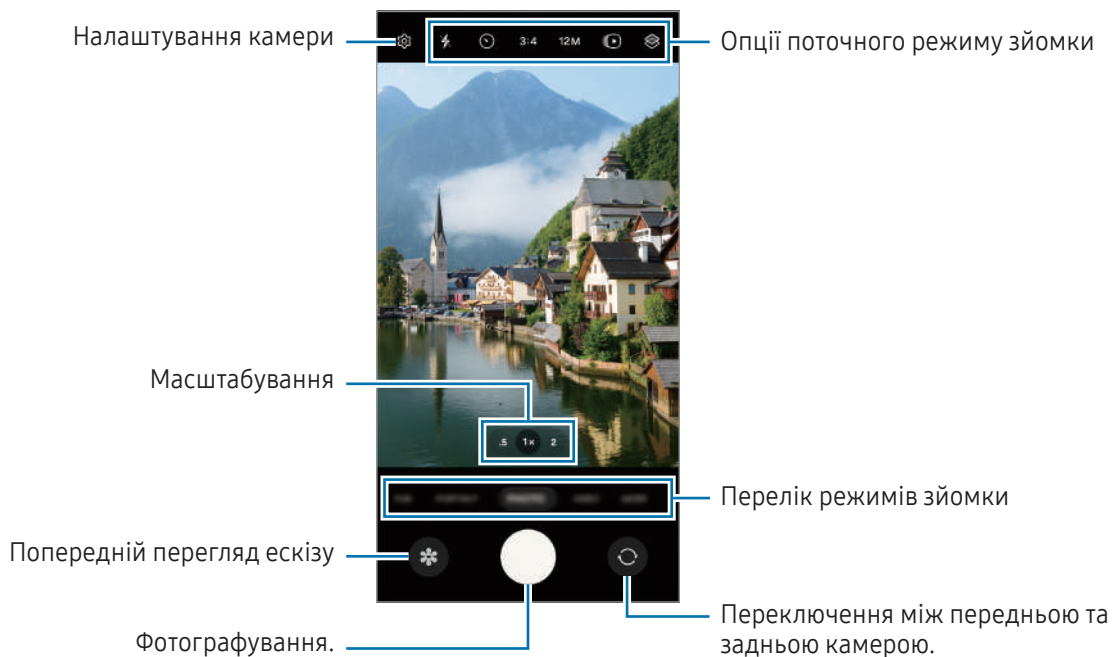 Налаштування камери
3:4 12M
Опції поточного режиму зйомки
Масштабування
.5 1× 2
Перелік режимів зйомки
Попередній перегляд ескізу
Фотографування.
Переключення між передньою та
задньою камерою.